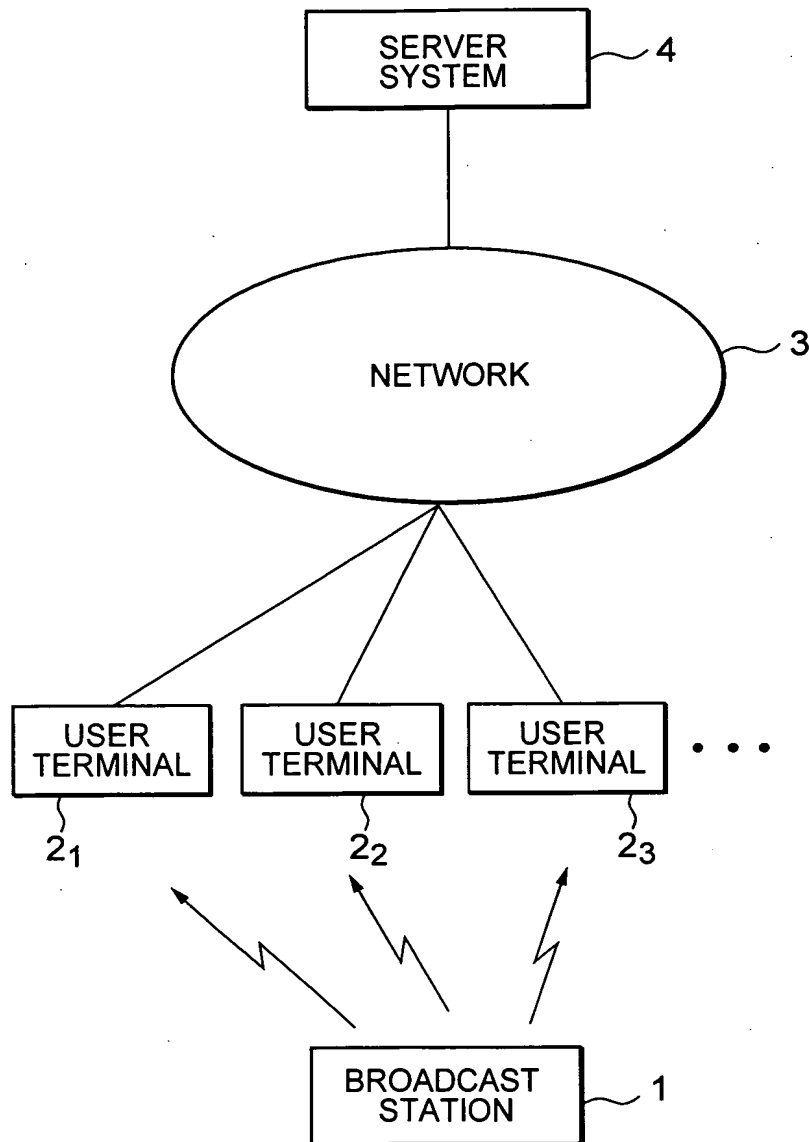 SERVER
SYSTEM
4
NETWORK
3
USER
TERMINAL
USER
TERMINAL
USER
TERMINAL
• • •
2₁
2₂
2₃
BROADCAST
STATION
1